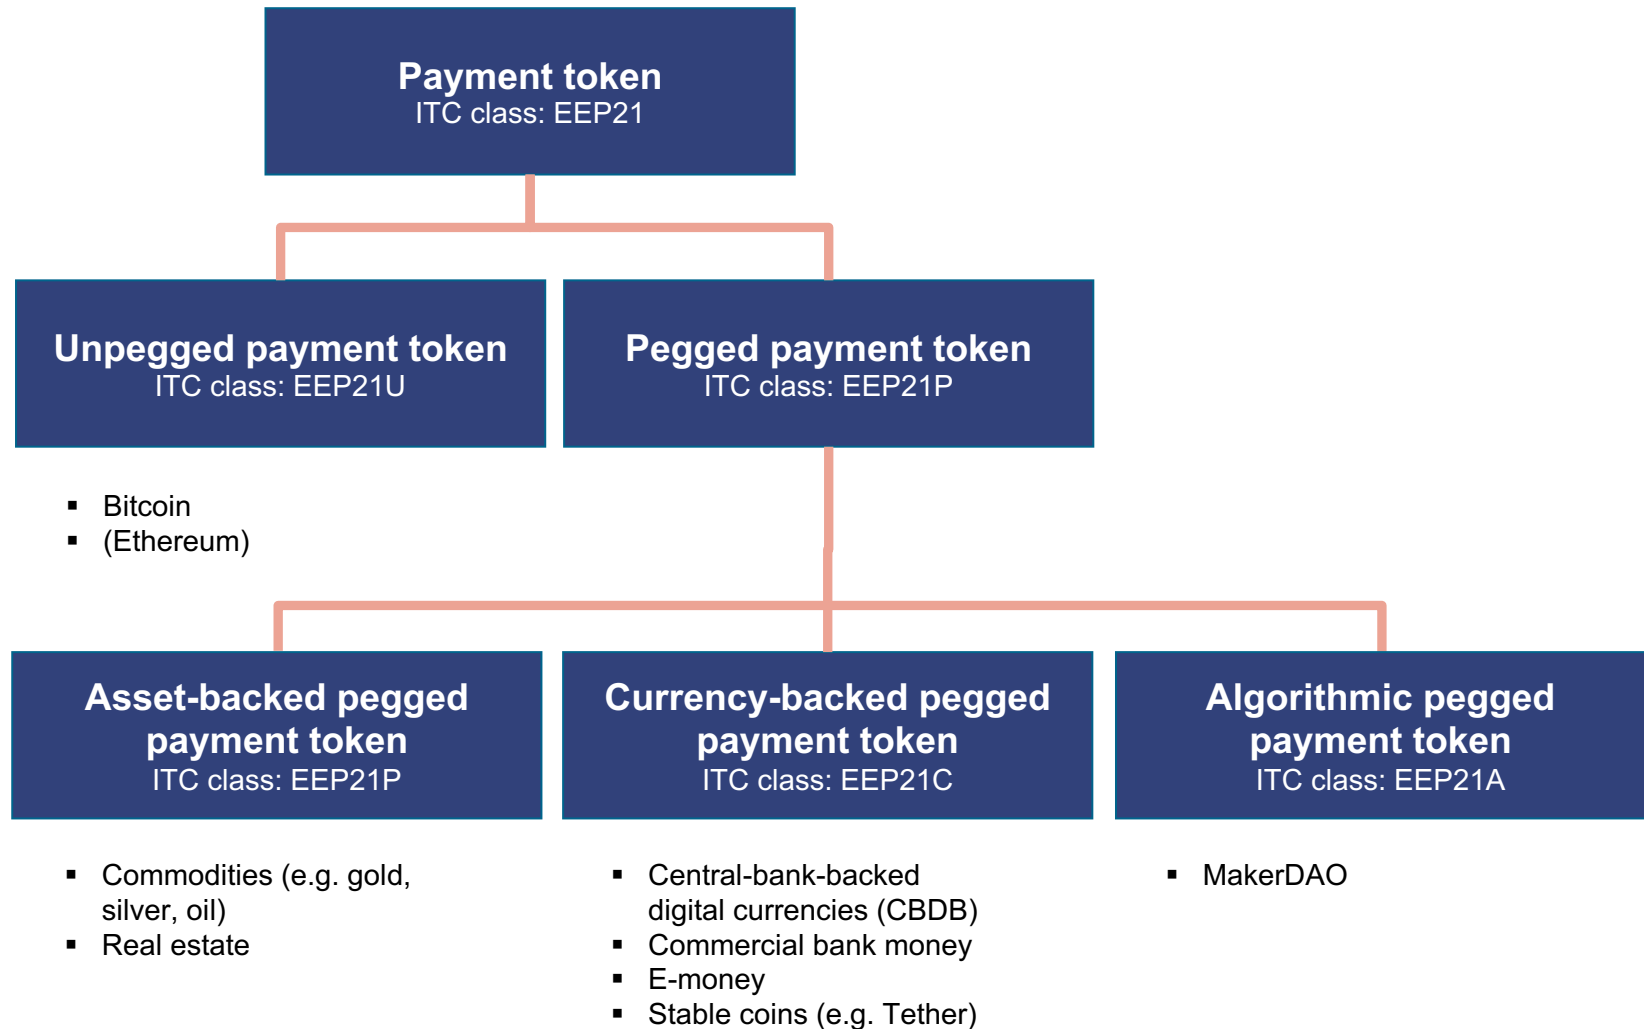 Payment token
ITC class: EEP21
Unpegged payment token
ITC class: EEP21U
Pegged payment token
ITC class: EEP21P
▪ Bitcoin
▪ (Ethereum)
Asset-backed pegged
payment token
ITC class: EEP21P
Currency-backed pegged
payment token
ITC class: EEP21C
Algorithmic pegged
payment token
ITC class: EEP21A
▪ Commodities (e.g. gold,
silver, oil)
▪ Real estate
▪ Central-bank-backed
digital currencies (CBDB)
▪ Commercial bank money
▪ E-money
▪ Stable coins (e.g. Tether)
▪ MakerDAO